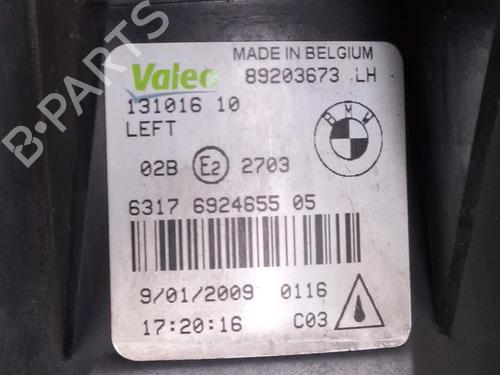 B-PARTS
Valeo
MADE IN BELGIUM
89203673 LH
131016 10
LEFT
BMW
02B E2 2703
6317 6924655 05
9/01/2009 0116
17:20:16 C03